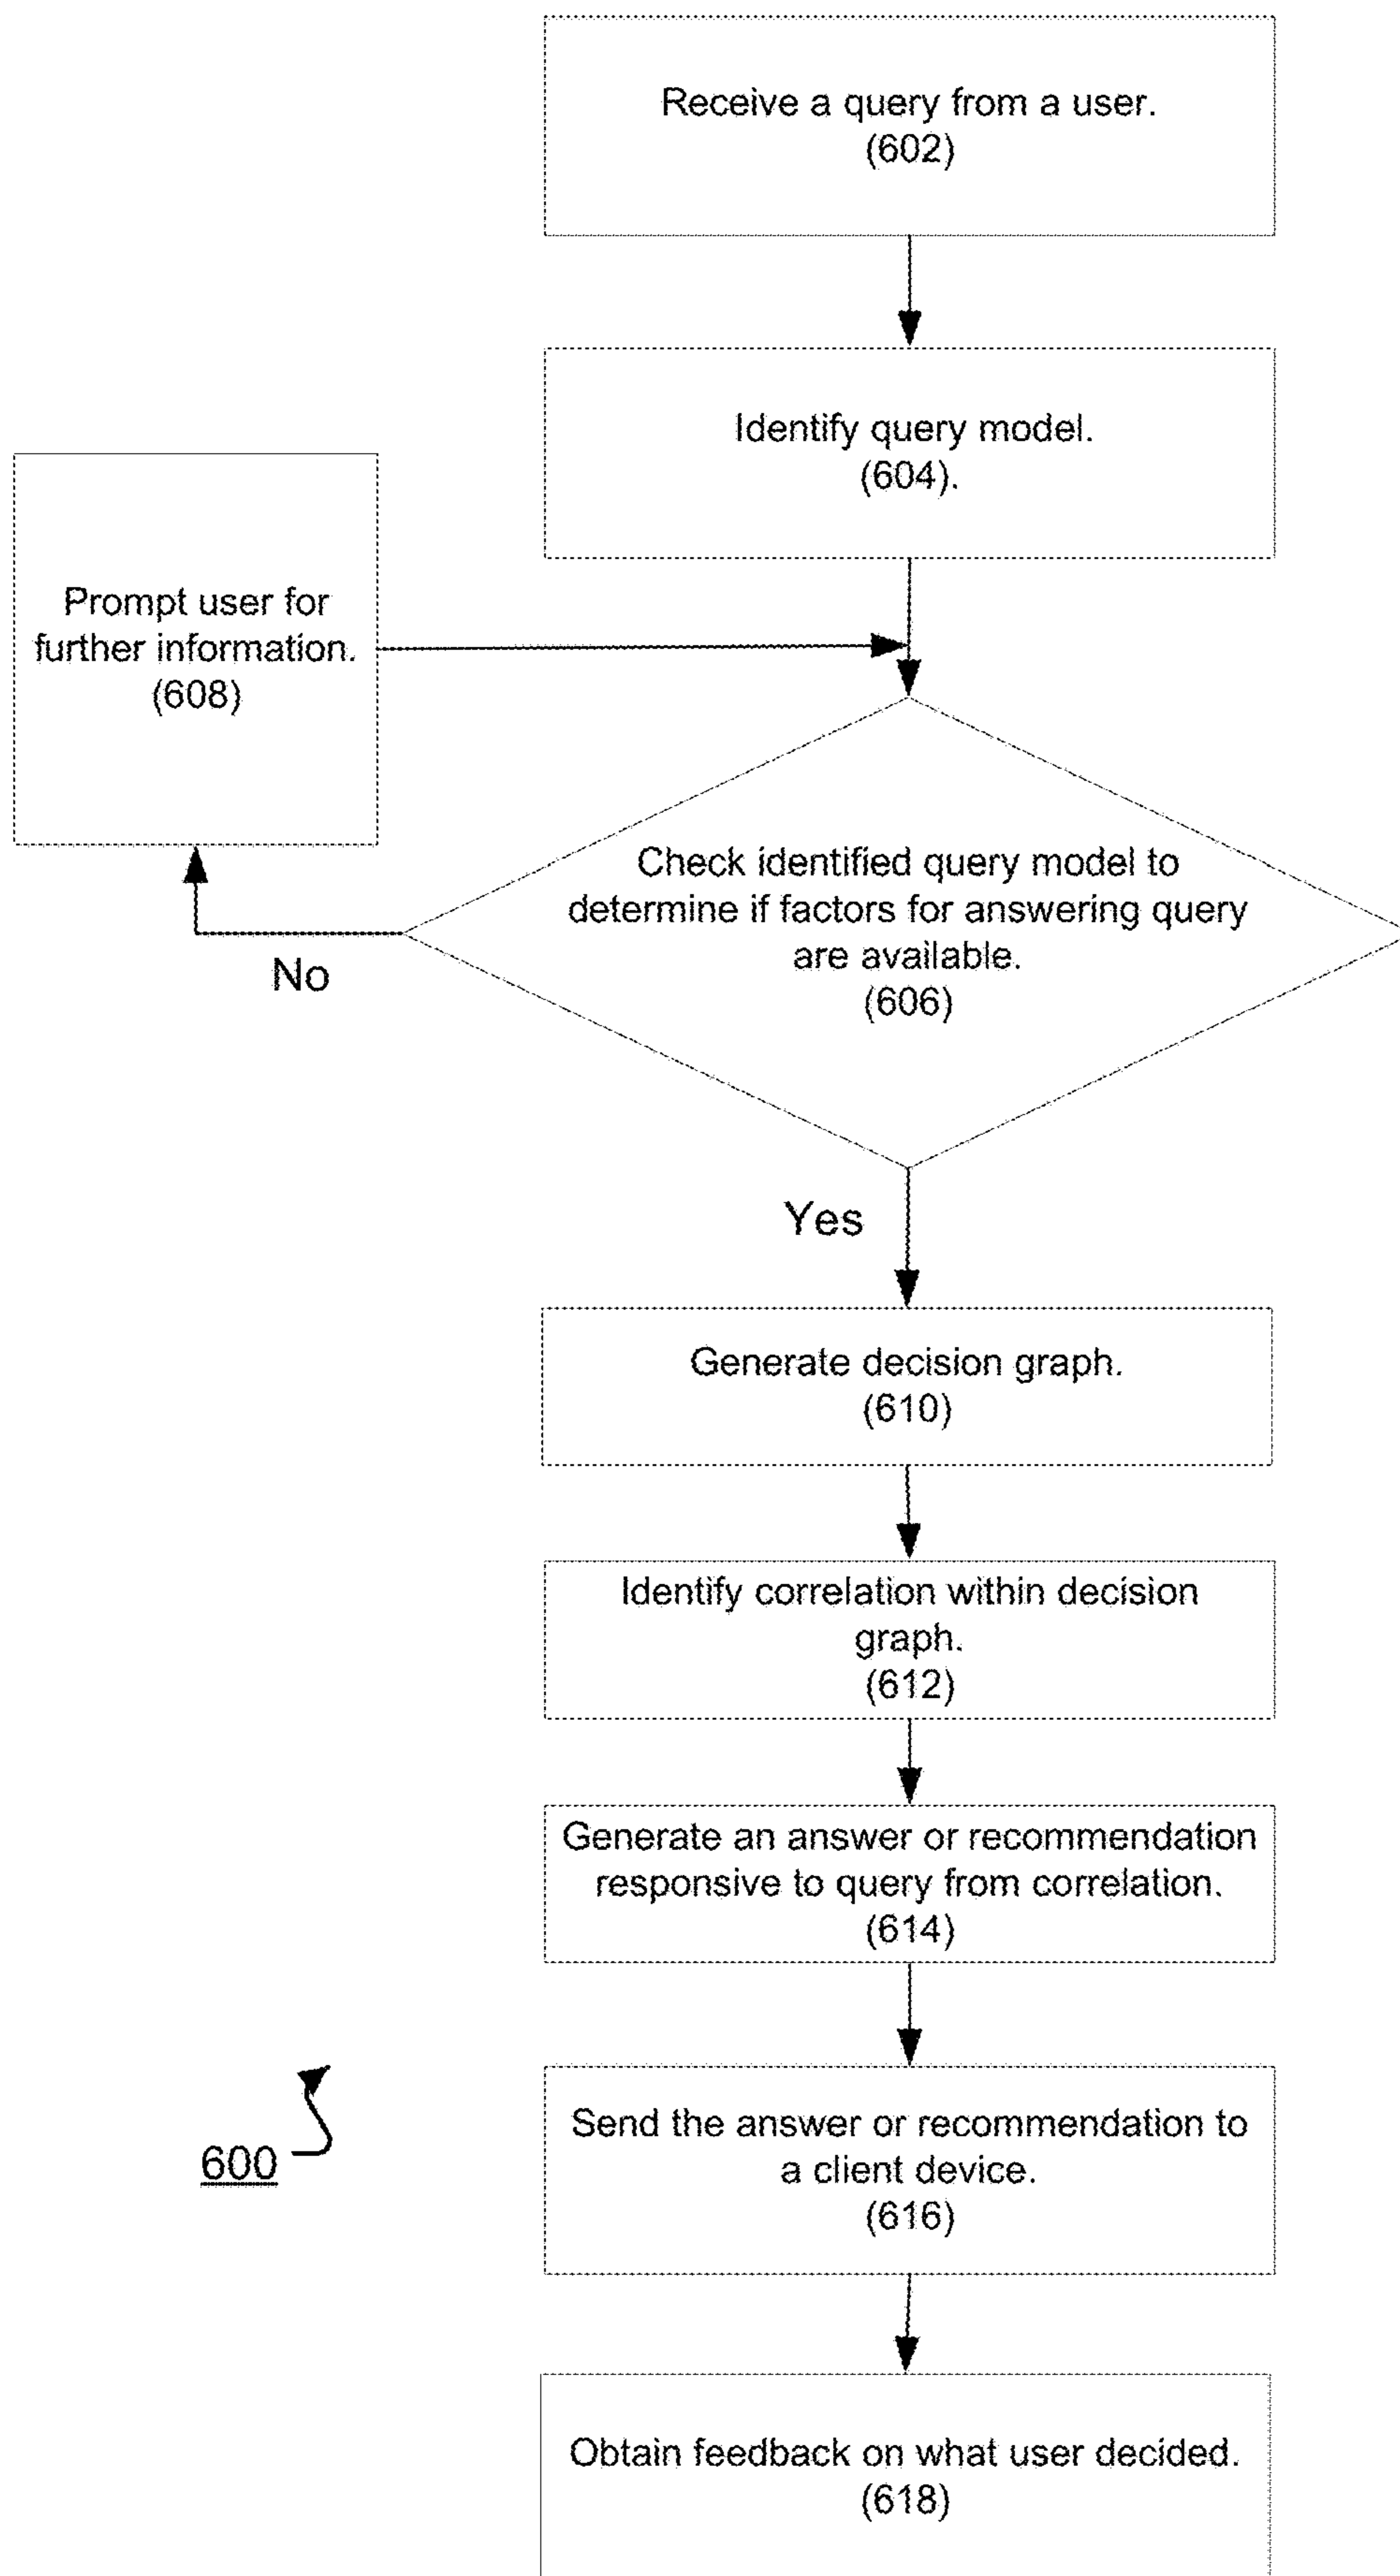 Receive a query from a user.
(602)
Identify query model.
(604).
Prompt user for
further information.
(608)
Check identified query model to
determine if factors for answering query
are available.
(606)
No
Yes
Generate decision graph.
(610)
Identify correlation within decision
graph.
(612)
Generate an answer or recommendation
responsive to query from correlation.
(614)
600
Send the answer or recommendation to
a client device.
(616)
Obtain feedback on what user decided.
(618)